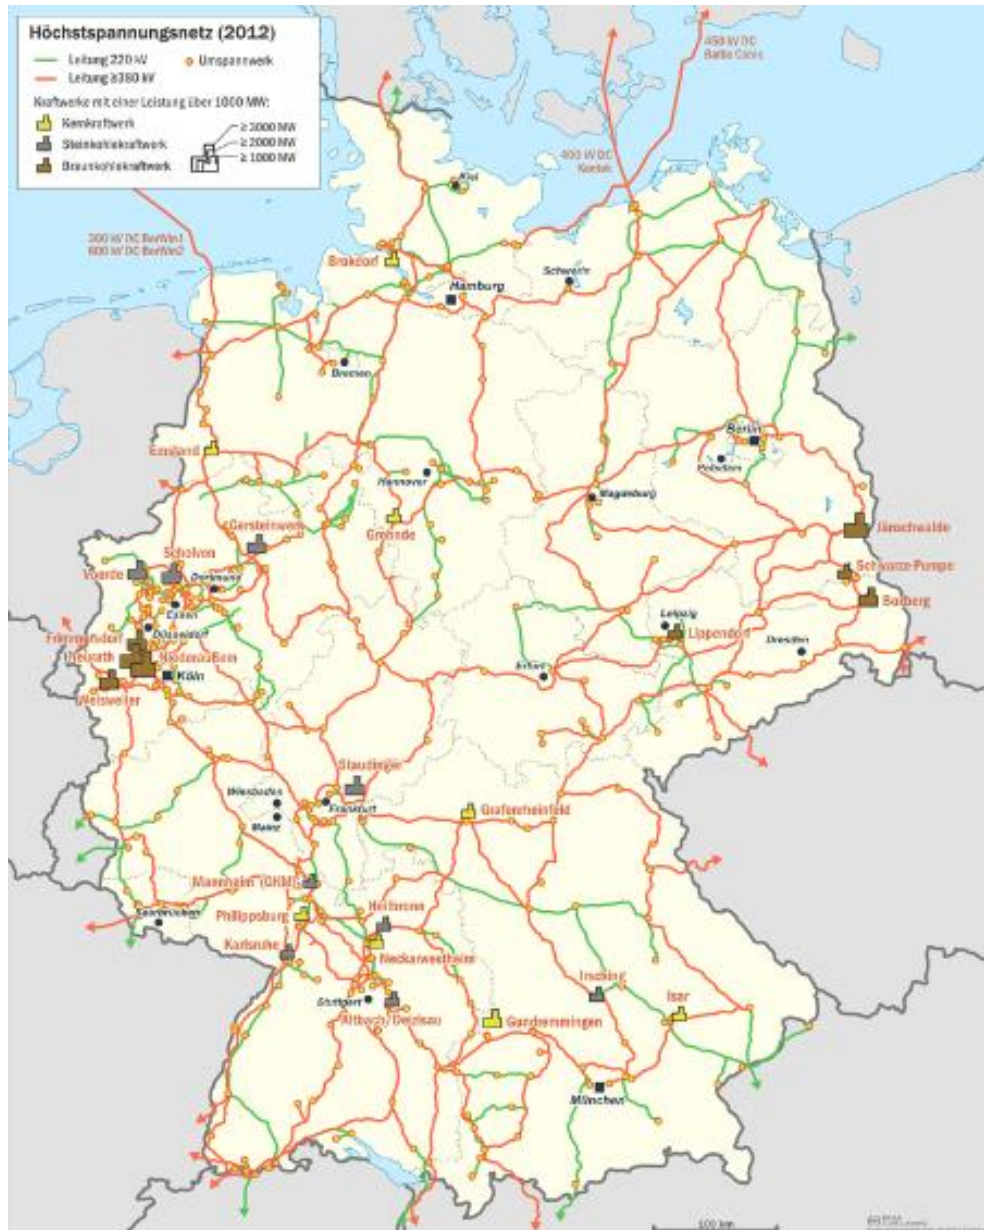 Höchstspannungsnetz (2012)
Leitung 220 kV
Umspannwerk
Leitung ≥380 kV
Kraftwerke mit einer Leistung über 1000 MW:
Kernkraftwerk
≥ 3000 MW
Steinkohlekraftwerk
≥ 2000 MW
≥ 1000 MW
Braunkohlekraftwerk
450 kV DC
Baltic Cable
400 kV DC
Kontek
300 kV DC BorWin1
600 kV DC BorWin2
Kiel
Brokdorf
Schwerin
Hamburg
Bremen
Emsland
Berlin
Potsdam
Hannover
Magdeburg
Grohnde
Gersteinwerk
Jänschwalde
Scholven
Voerde
Dortmund
Schwarze Pumpe
Essen
Boxberg
Düsseldorf
Frimmersdorf
Leipzig
Lippendorf
Dresden
Neurath
Niederaußem
Köln
Erfurt
Weisweiler
Staudinger
Wiesbaden
Frankfurt
Mainz
Grafenrheinfeld
Mannheim (GKM)
Heilbronn
Philippsburg
Saarbrücken
Karlsruhe
Neckarwestheim
Irsching
Isar
Stuttgart
Altbach/Deizisau
Gundremmingen
München
100 km